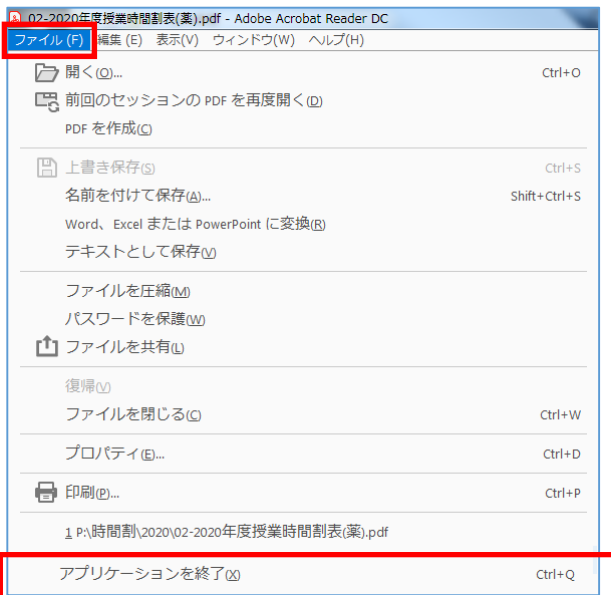 02-2020年度授業時間割表(薬).pdf - Adobe Acrobat Reader DC
ファイル (F) 編集 (E) 表示(V) ウィンドウ(W) ヘルプ(H)
開く(O)... Ctrl+O
前回のセッションの PDF を再度開く(D)
PDF を作成(C)
上書き保存(S) Ctrl+S
名前を付けて保存(A)... Shift+Ctrl+S
Word、Excel または PowerPoint に変換(R)
テキストとして保存(V)
ファイルを圧縮(M)
パスワードを保護(W)
ファイルを共有(L)
復帰(V)
ファイルを閉じる(C) Ctrl+W
プロパティ(E)... Ctrl+D
印刷(P)... Ctrl+P
1 P:\時間割\2020\02-2020年度授業時間割表(薬).pdf
アプリケーションを終了(X) Ctrl+Q